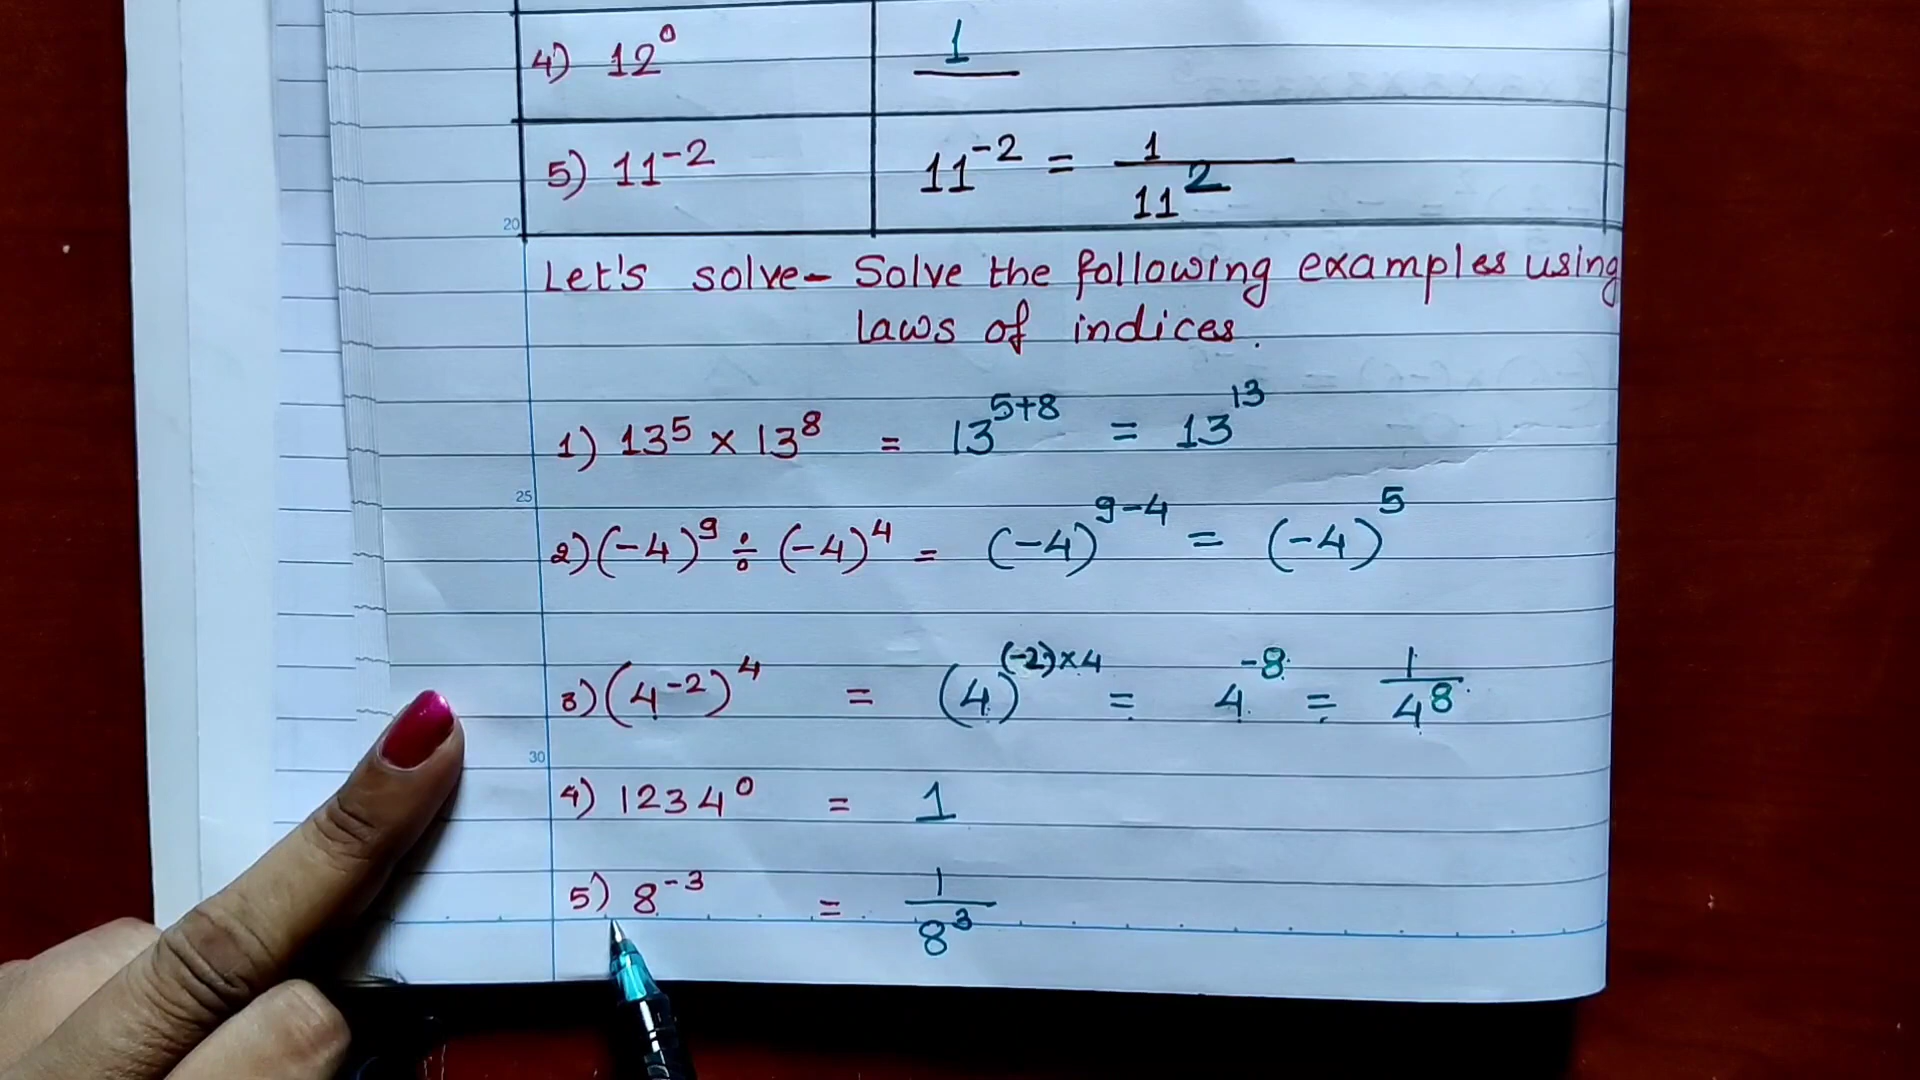 4) 12⁰ 1
5) 11⁻² 11⁻² = 1/11²
20
Let's solve- Solve the following examples using
laws of indices.
1) 13⁵ × 13⁸ = 13⁵⁺⁸ = 13¹³
25
2) (-4)⁹ ÷ (-4)⁴ = (-4)⁹⁻⁴ = (-4)⁵
3) (4⁻²)⁴ = (4)^(-2)×4 = 4⁻⁸ = 1/4⁸
30
4) 1234⁰ = 1
5) 8⁻³ = 1/8³